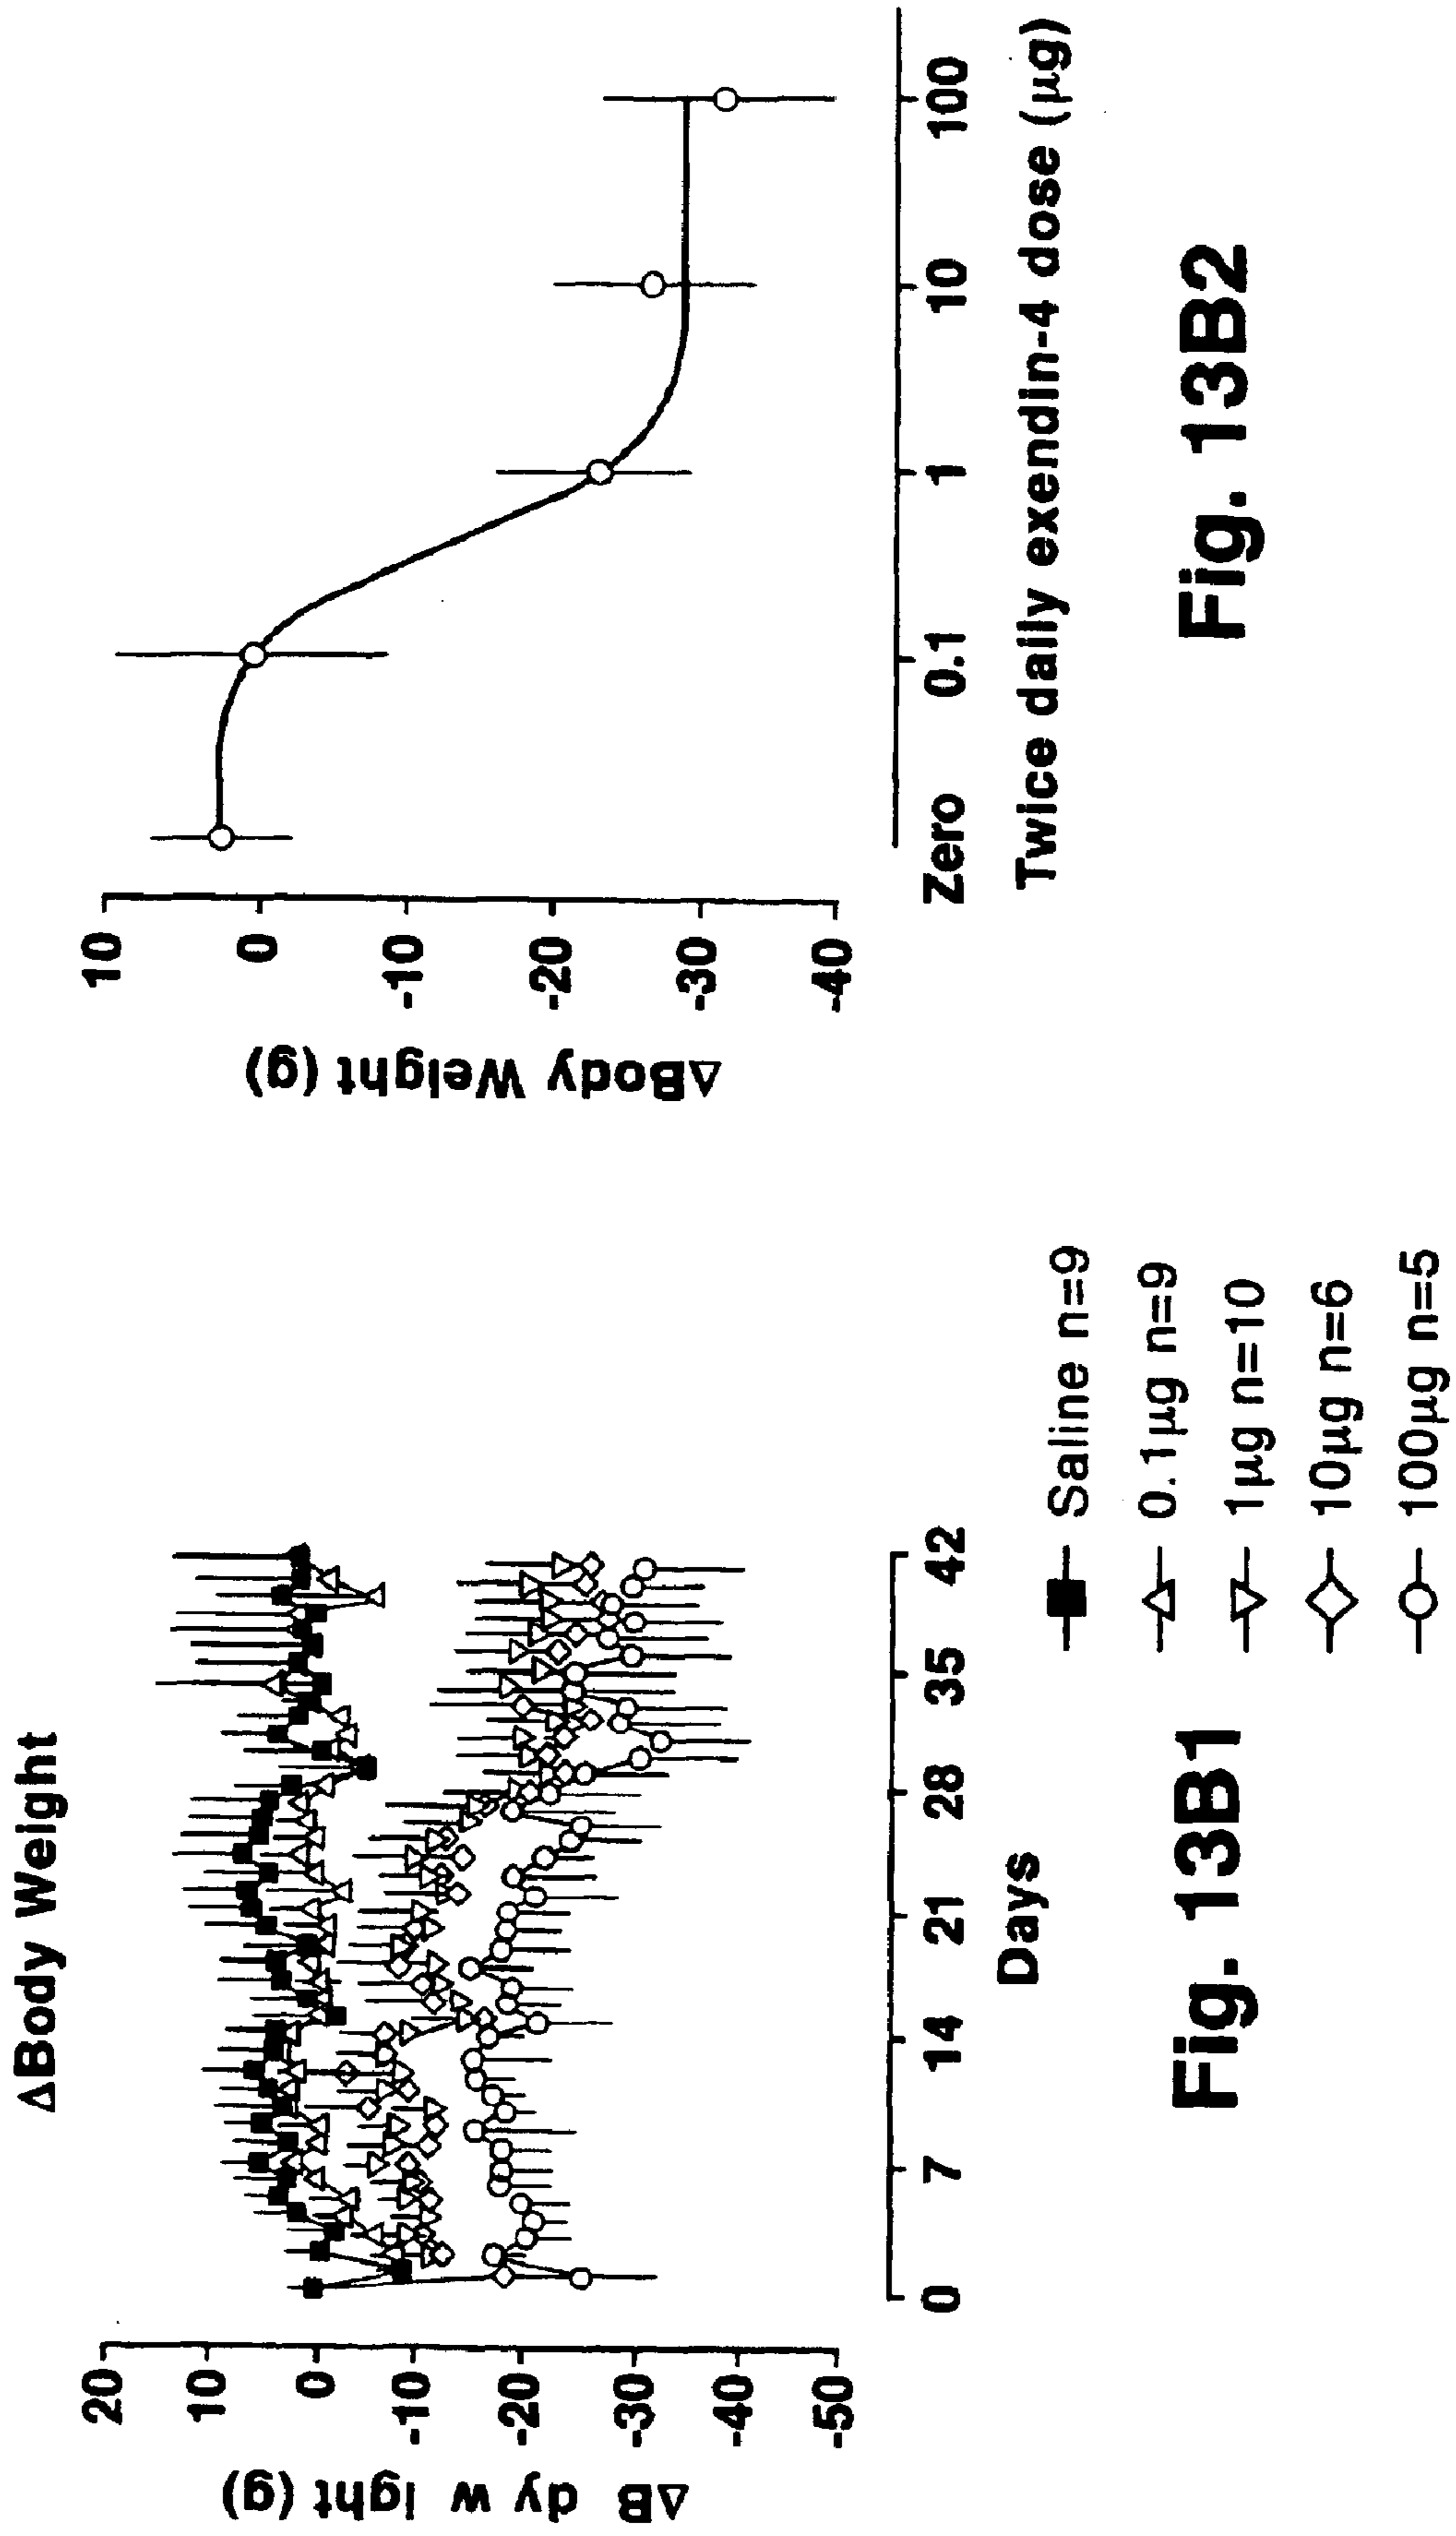 ΔBody Weight
ΔB dy w ight (g)
20
10
0
-10
-20
-30
-40
-50
0
7
14
21
28
35
42
Days
Saline n=9
0.1μg n=9
1μg n=10
10μg n=6
100μg n=5
Fig. 13B1
ΔBody Weight (g)
10
0
-10
-20
-30
-40
Zero
0.1
1
10
100
Twice daily exendin-4 dose (μg)
Fig. 13B2